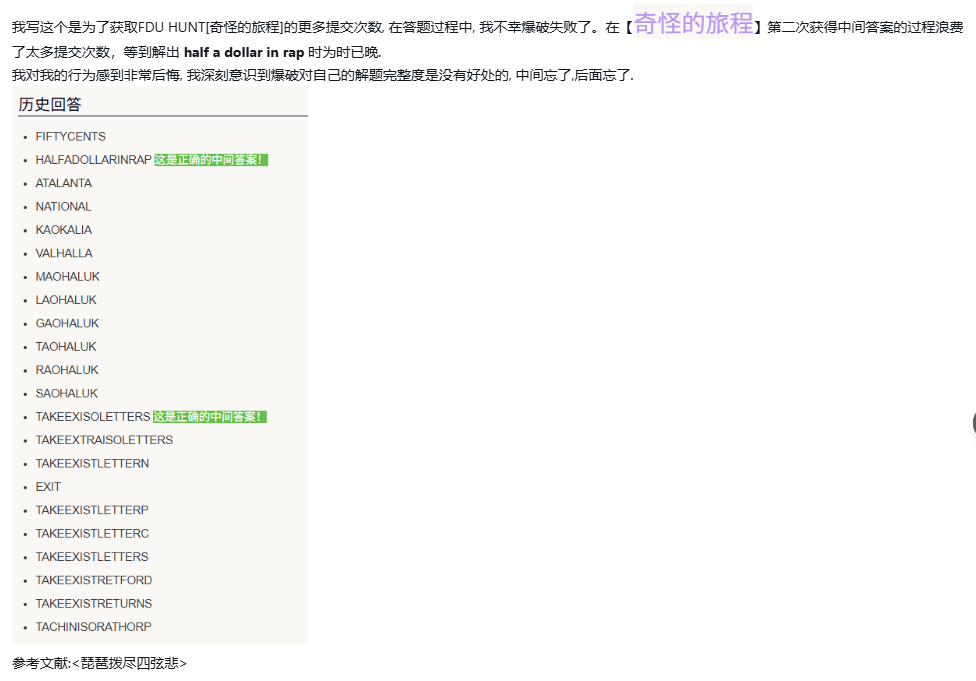 我写这个是为了获取FDU HUNT[奇怪的旅程]的更多提交次数, 在答题过程中, 我不幸爆破失败了。在【奇怪的旅程】第二次获得中间答案的过程浪费
了太多提交次数，等到解出 half a dollar in rap 时为时已晚.
我对我的行为感到非常后悔, 我深刻意识到爆破对自己的解题完整度是没有好处的, 中间忘了,后面忘了.
历史回答
FIFTYCENTS
HALFADOLLARINRAP 这是正确的中间答案！
ATALANTA
NATIONAL
KAOKALIA
VALHALLA
MAOHALUK
LAOHALUK
GAOHALUK
TAOHALUK
RAOHALUK
SAOHALUK
TAKEEXISOLETTERS 这是正确的中间答案！
TAKEEXTRAISOLETTERS
TAKEEXISTLETTERN
EXIT
TAKEEXISTLETTERP
TAKEEXISTLETTERC
TAKEEXISTLETTERS
TAKEEXISTRETFORD
TAKEEXISTRETURNS
TACHINISORATHORP
参考文献:<琵琶拨尽四弦悲>